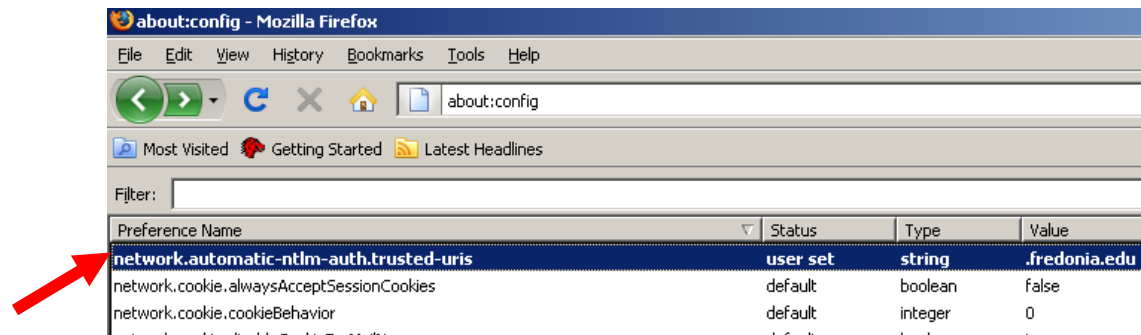 about:config - Mozilla Firefox
File Edit View History Bookmarks Tools Help
about:config
Most Visited Getting Started Latest Headlines
Filter:
Preference Name Status Type Value
network.automatic-ntlm-auth.trusted-uris user set string .fredonia.edu
network.cookie.alwaysAcceptSessionCookies default boolean false
network.cookie.cookieBehavior default integer 0